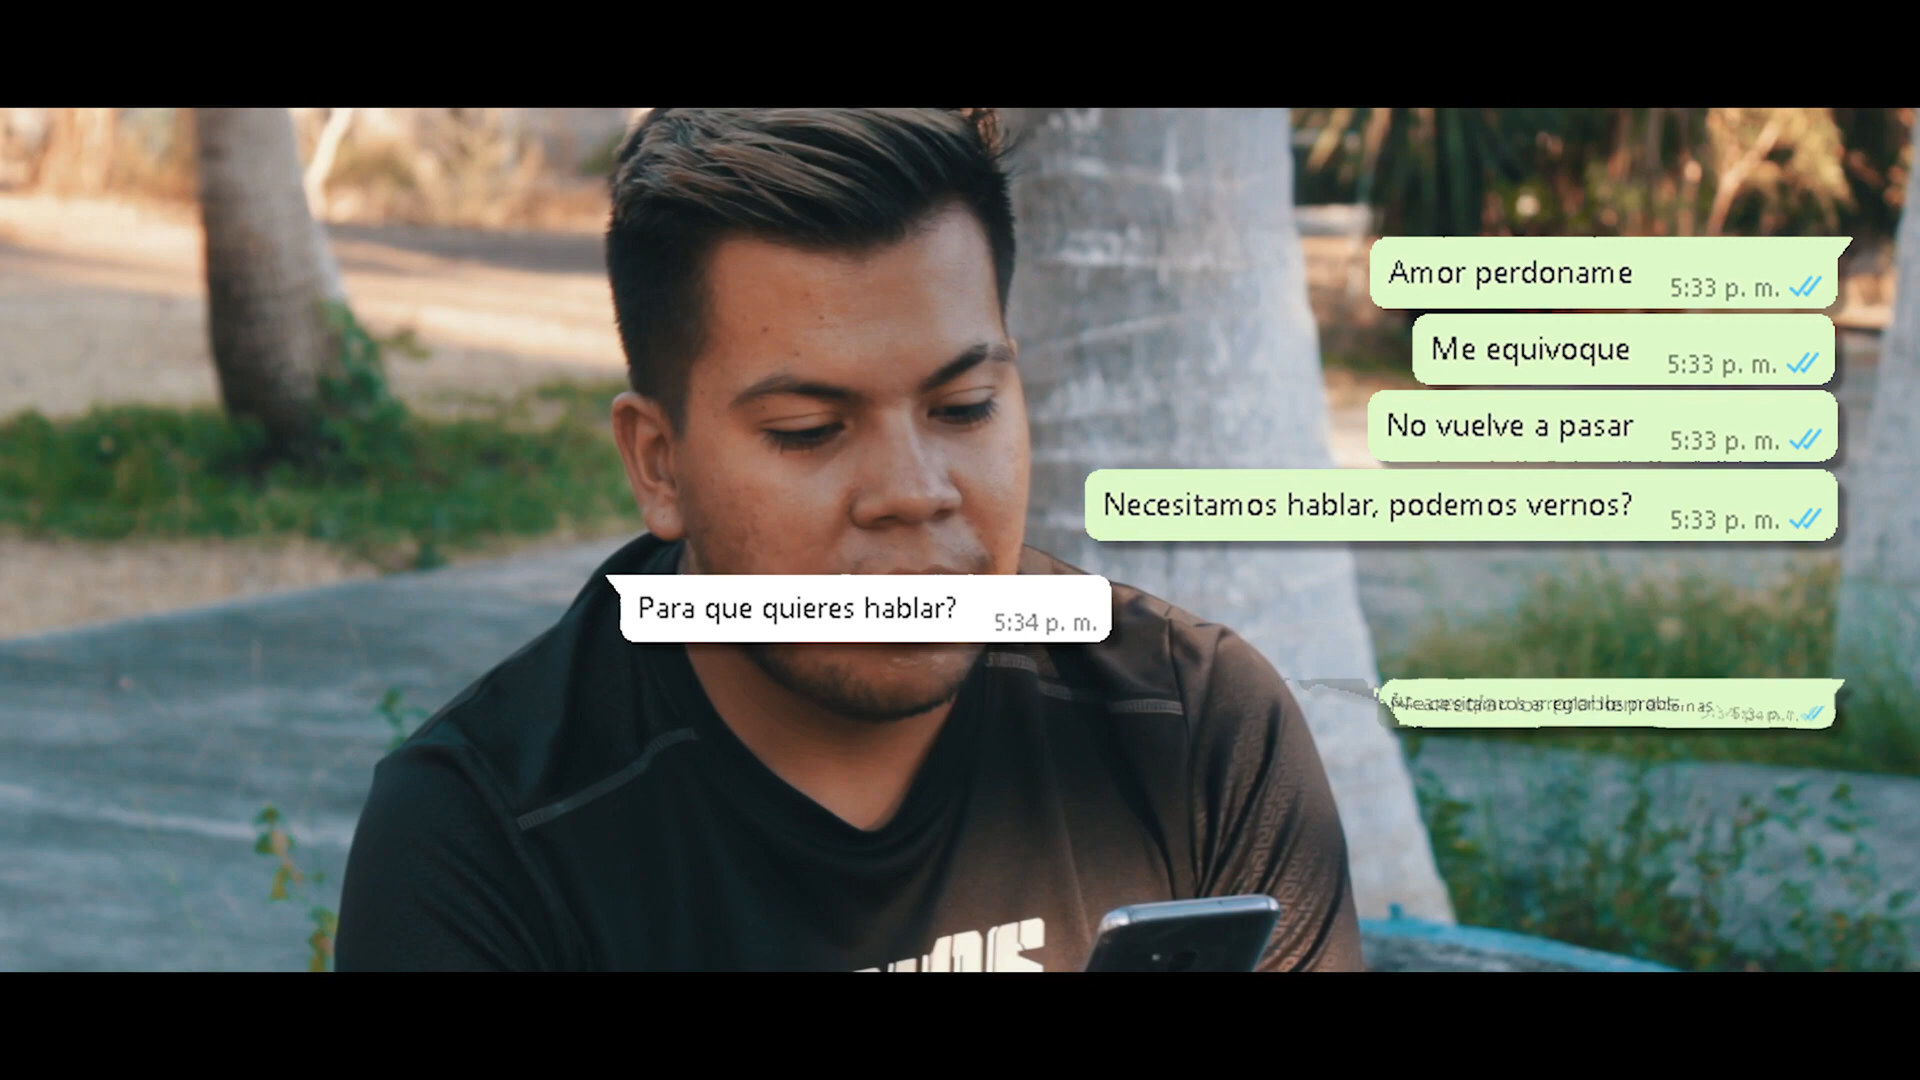 Amor perdoname
5:33 p. m.
Me equivoque
5:33 p. m.
No vuelve a pasar
5:33 p. m.
Necesitamos hablar, podemos vernos?
5:33 p. m.
Para que quieres hablar?
5:34 p. m.